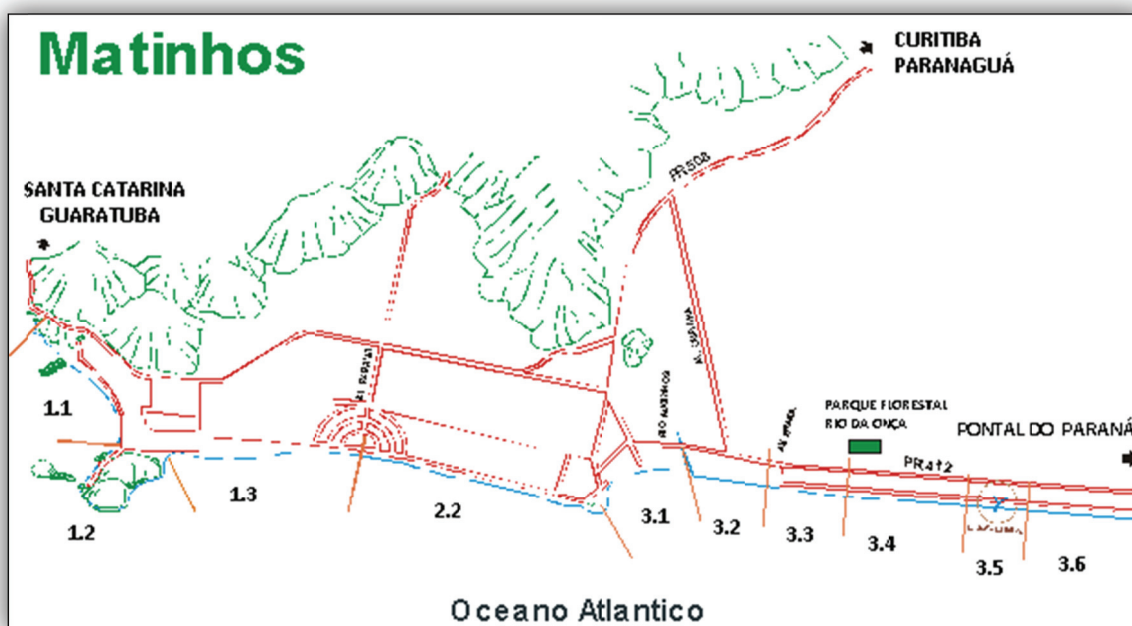 Matinhos
CURITIBA
PARANAGUÁ
SANTA CATARINA
GUARATUBA
PR508
RIO MATINHOS
PARQUE FLORESTAL
RIO DA ONÇA
PONTAL DO PARANÁ
PR412
1.1
1.2
1.3
2.2
3.1
3.2
3.3
3.4
3.5
3.6
Oceano Atlantico